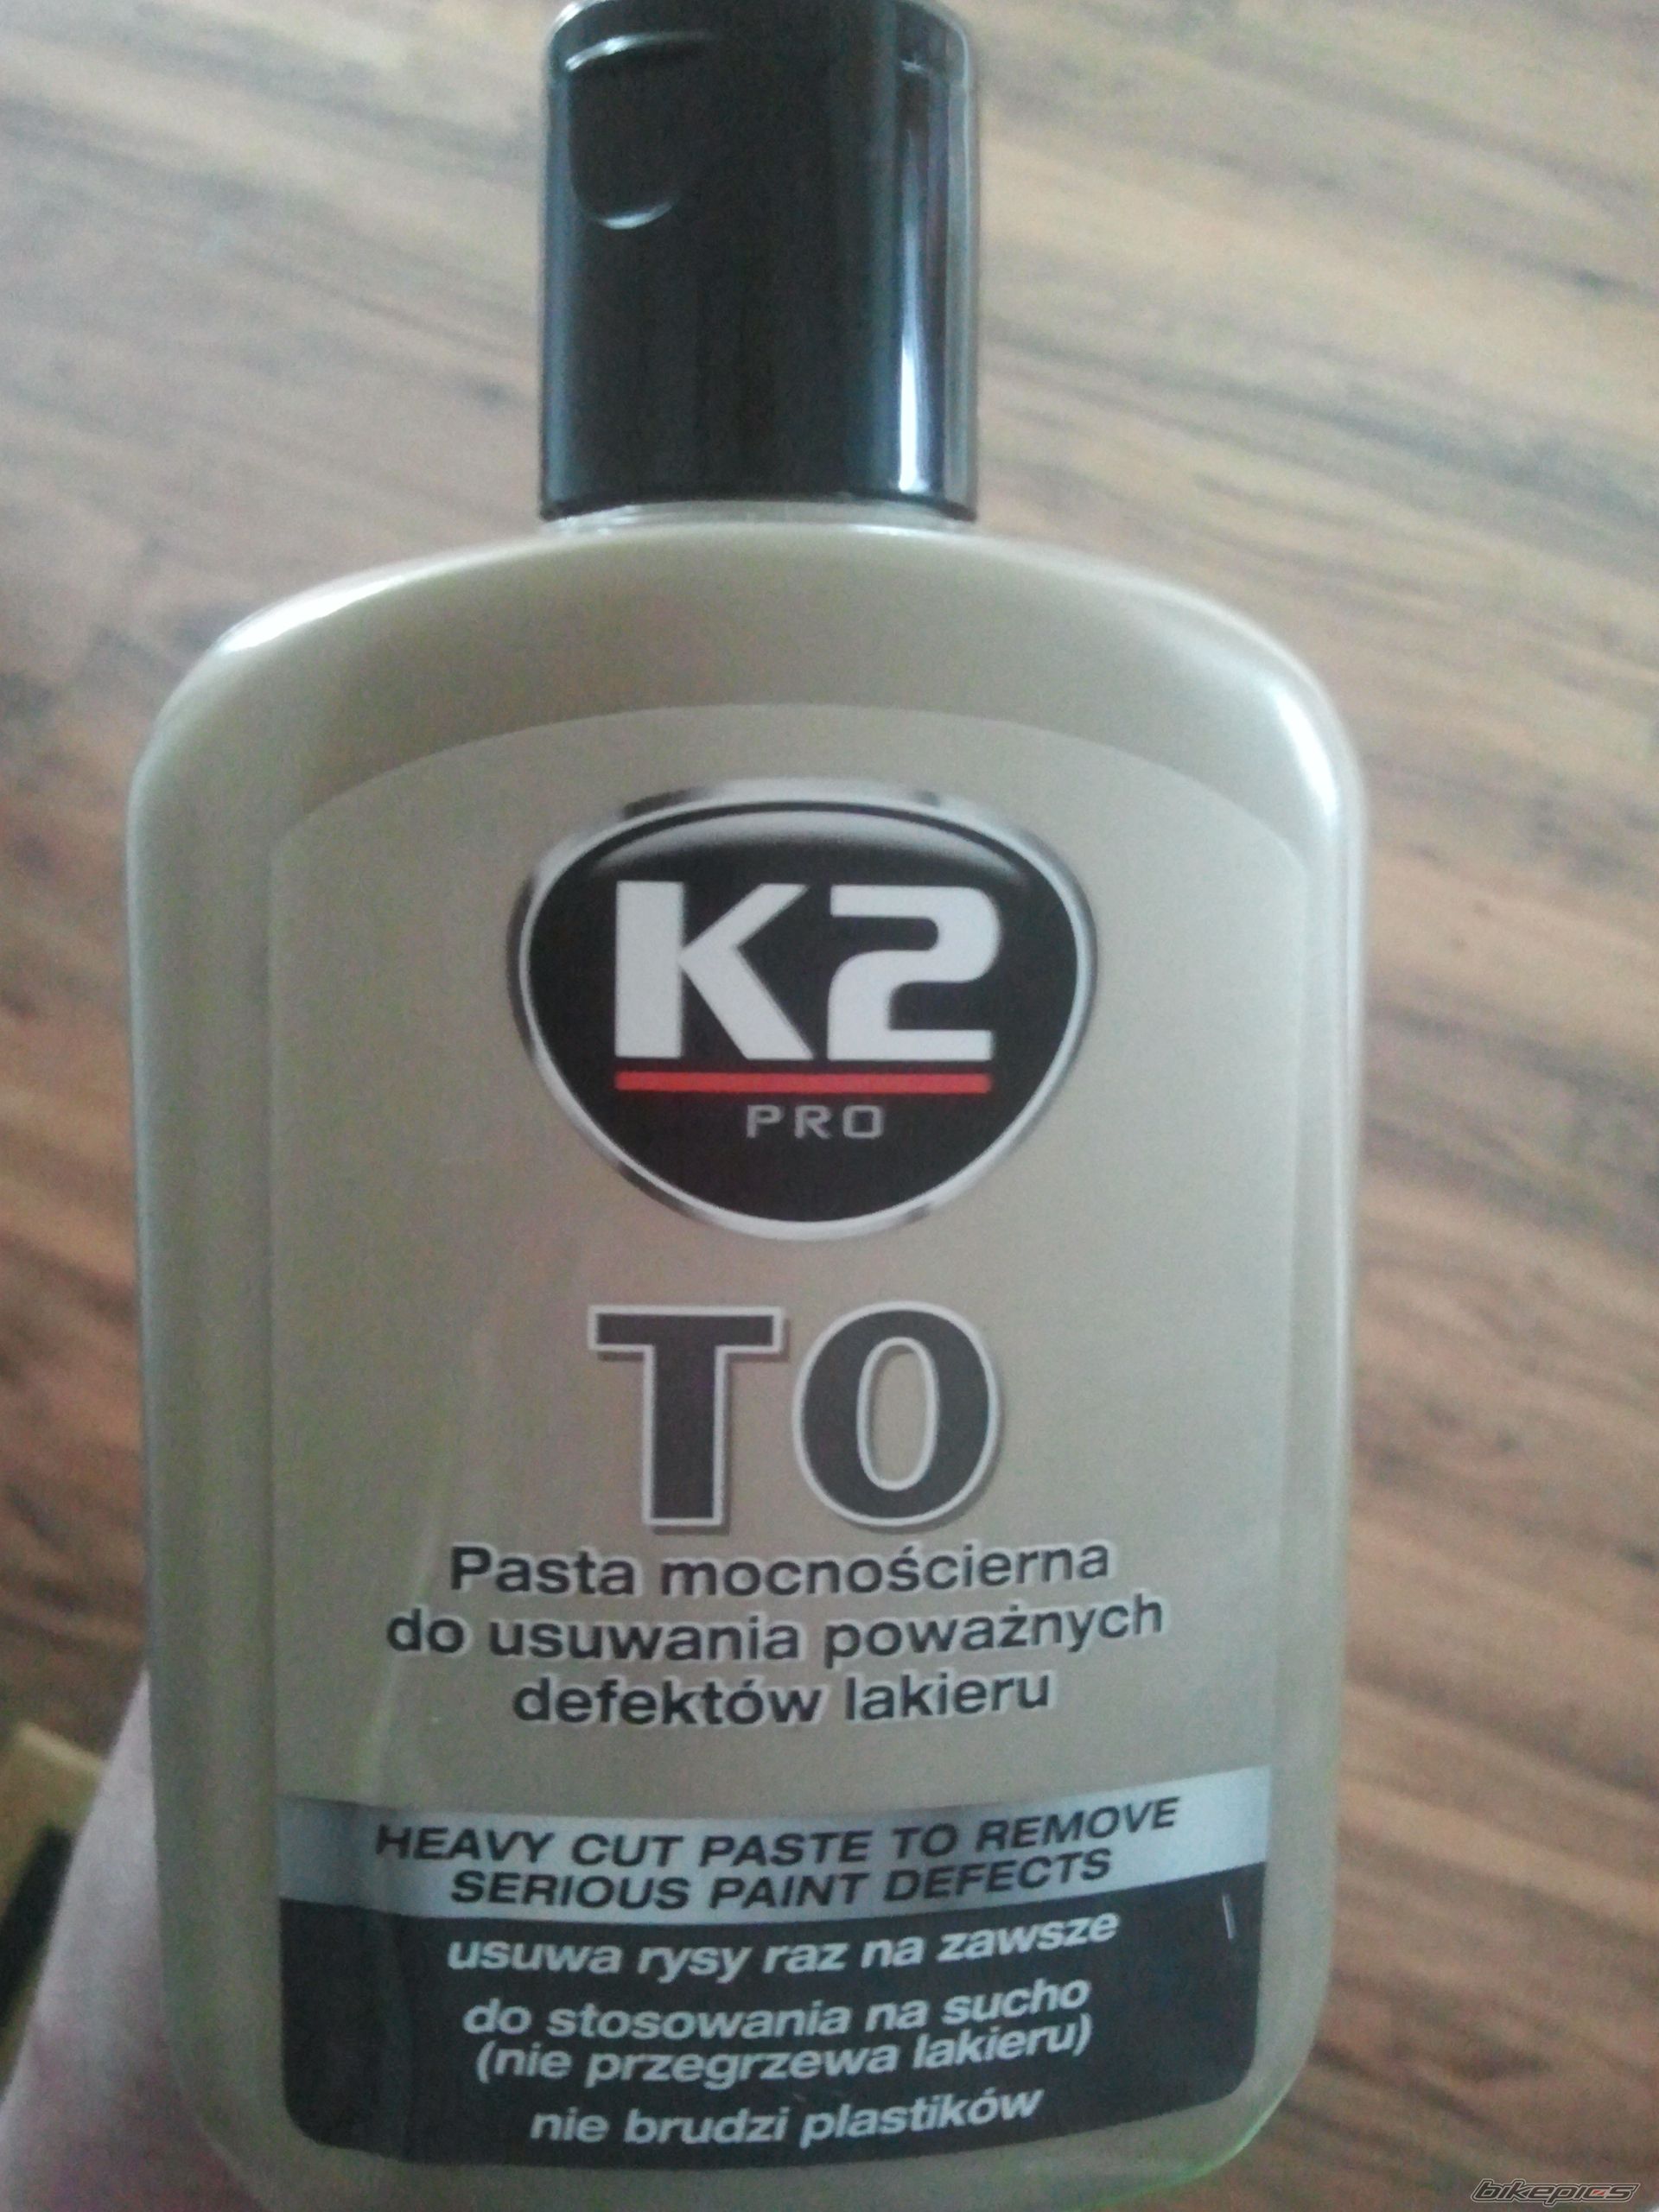 K2
PRO
T0
Pasta mocnościerna
do usuwania poważnych
defektów lakieru
HEAVY CUT PASTE TO REMOVE
SERIOUS PAINT DEFECTS
usuwa rysy raz na zawsze
do stosowania na sucho
(nie przegrzewa lakieru)
nie brudzi plastików
bikepics